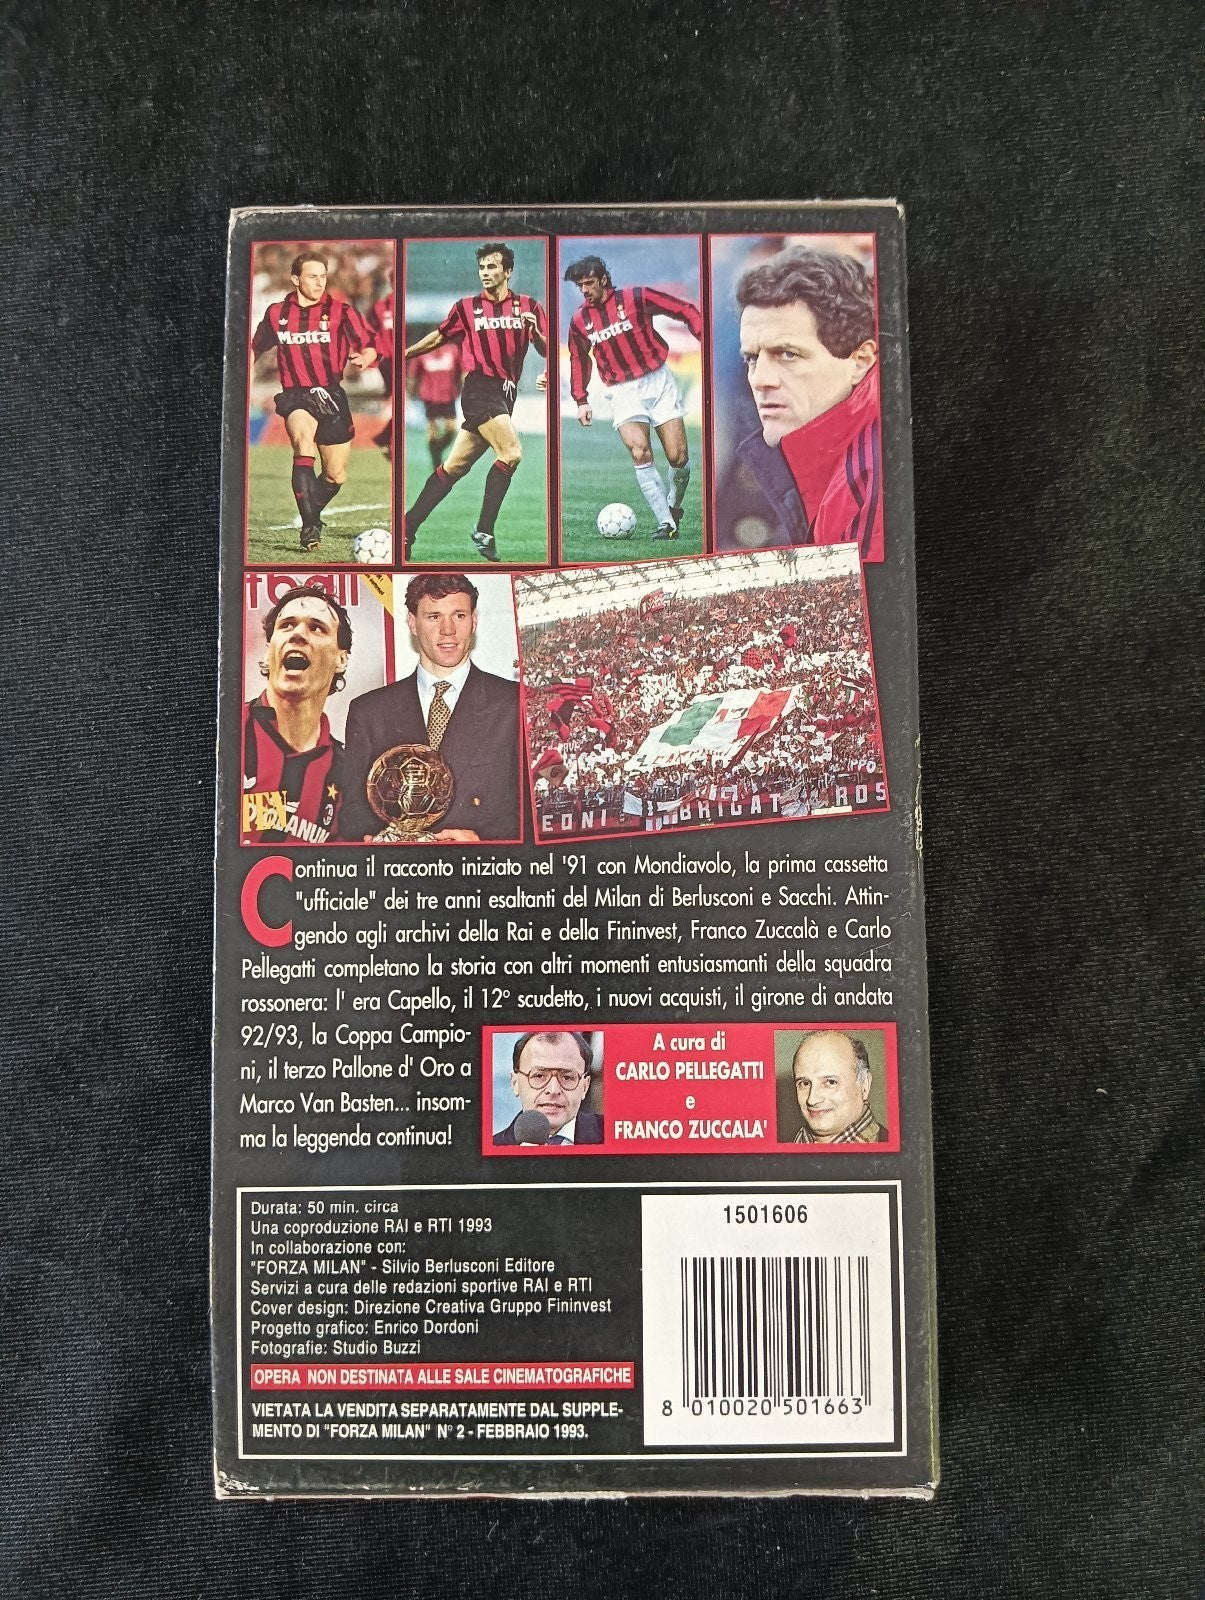 Motta
Motta
Motta
football
EONI BRIGAT ROS
IPPO
Continua il racconto iniziato nel '91 con Mondiavolo, la prima cassetta
"ufficiale" dei tre anni esaltanti del Milan di Berlusconi e Sacchi. Attin-
gendo agli archivi della Rai e della Fininvest, Franco Zuccalà e Carlo
Pellegatti completano la storia con altri momenti entusiasmanti della squadra
rossonera: l' era Capello, il 12° scudetto, i nuovi acquisti, il girone di andata
92/93, la Coppa Campio-
ni, il terzo Pallone d' Oro a
Marco Van Basten... insom-
ma la leggenda continua!
A cura di
CARLO PELLEGATTI
e
FRANCO ZUCCALA'
Durata: 50 min. circa
Una coproduzione RAI e RTI 1993
In collaborazione con:
"FORZA MILAN" - Silvio Berlusconi Editore
Servizi a cura delle redazioni sportive RAI e RTI
Cover design: Direzione Creativa Gruppo Fininvest
Progetto grafico: Enrico Dordoni
Fotografie: Studio Buzzi
OPERA NON DESTINATA ALLE SALE CINEMATOGRAFICHE
VIETATA LA VENDITA SEPARATAMENTE DAL SUPPLE-
MENTO DI "FORZA MILAN" N° 2 - FEBBRAIO 1993.
1501606
8 010020 501663